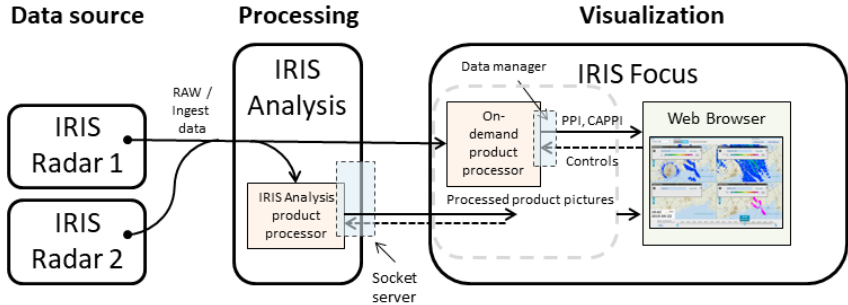 Data source
Processing
Visualization
IRIS
Analysis
IRIS Focus
Data manager
RAW /
Ingest
data
IRIS
Radar 1
IRIS
Radar 2
IRIS Analysis
product
processor
Socket
server
On-
demand
product
processor
PPI, CAPPI
Controls
Processed product pictures
Web Browser